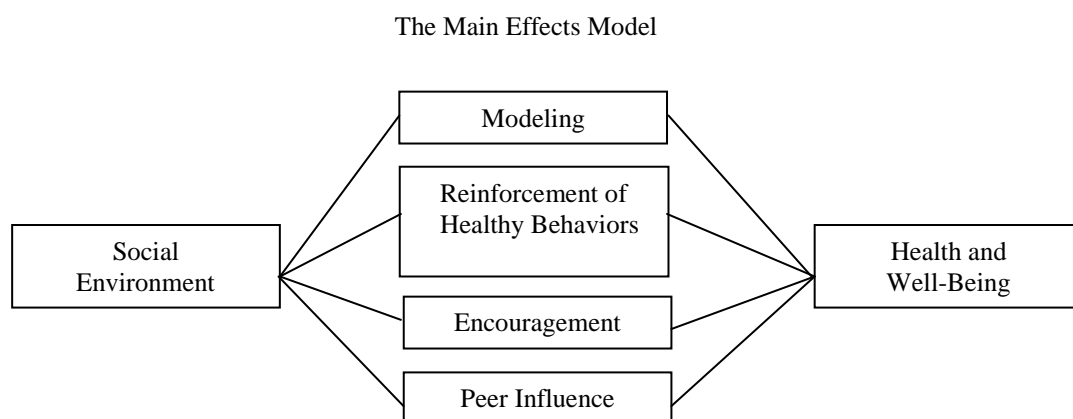 The Main Effects Model
Modeling
Reinforcement of
Healthy Behaviors
Social
Environment
Health and
Well-Being
Encouragement
Peer Influence